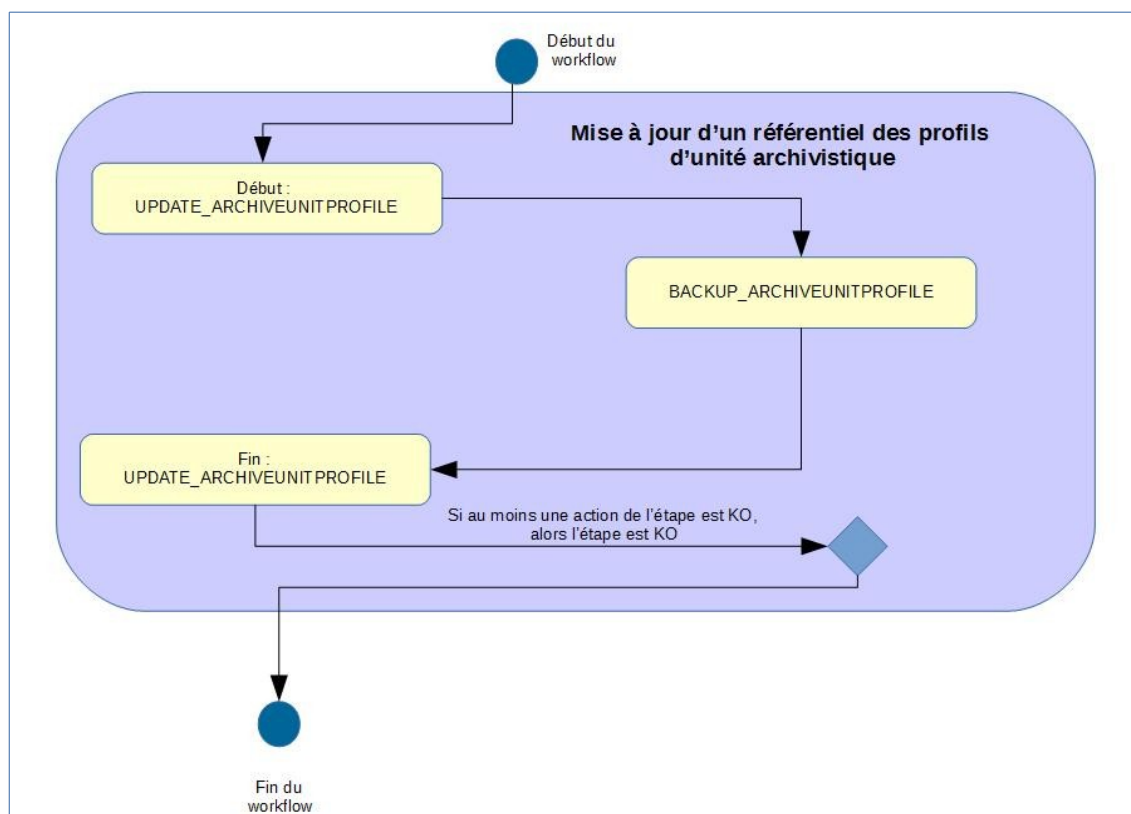 Début du
workflow
Mise à jour d’un référentiel des profils
d’unité archivistique
Début :
UPDATE_ARCHIVEUNITPROFILE
BACKUP_ARCHIVEUNITPROFILE
Fin :
UPDATE_ARCHIVEUNITPROFILE
Si au moins une action de l’étape est KO,
alors l’étape est KO
Fin du
workflow